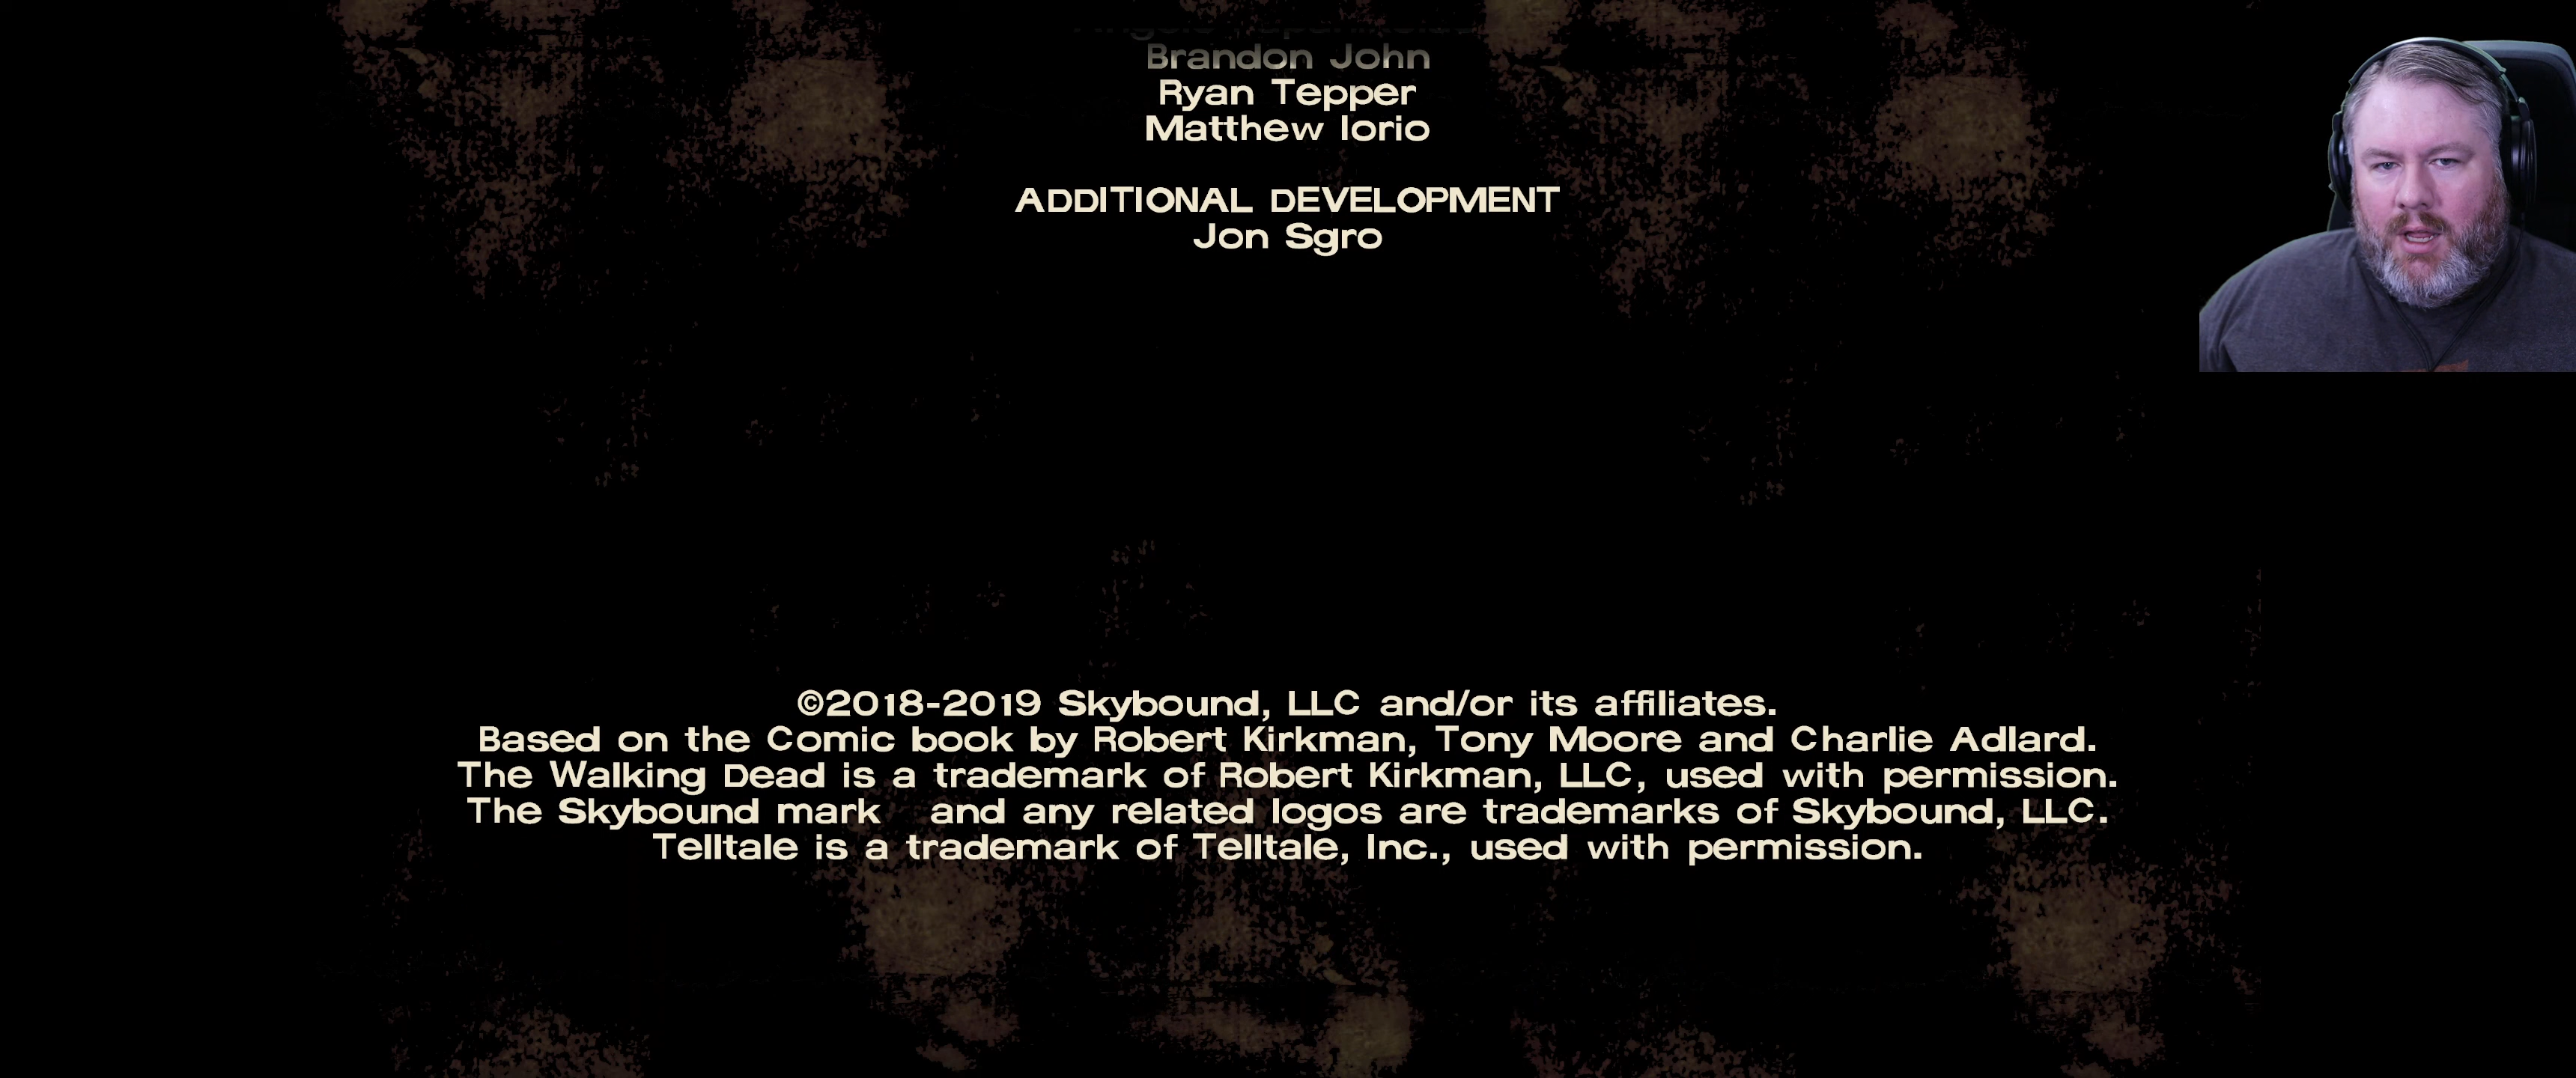 Brandon John
Ryan Tepper
Matthew Iorio
ADDITIONAL DEVELOPMENT
Jon Sgro
©2018-2019 Skybound, LLC and/or its affiliates.
Based on the Comic book by Robert Kirkman, Tony Moore and Charlie Adlard.
The Walking Dead is a trademark of Robert Kirkman, LLC, used with permission.
The Skybound mark and any related logos are trademarks of Skybound, LLC.
Telltale is a trademark of Telltale, Inc., used with permission.